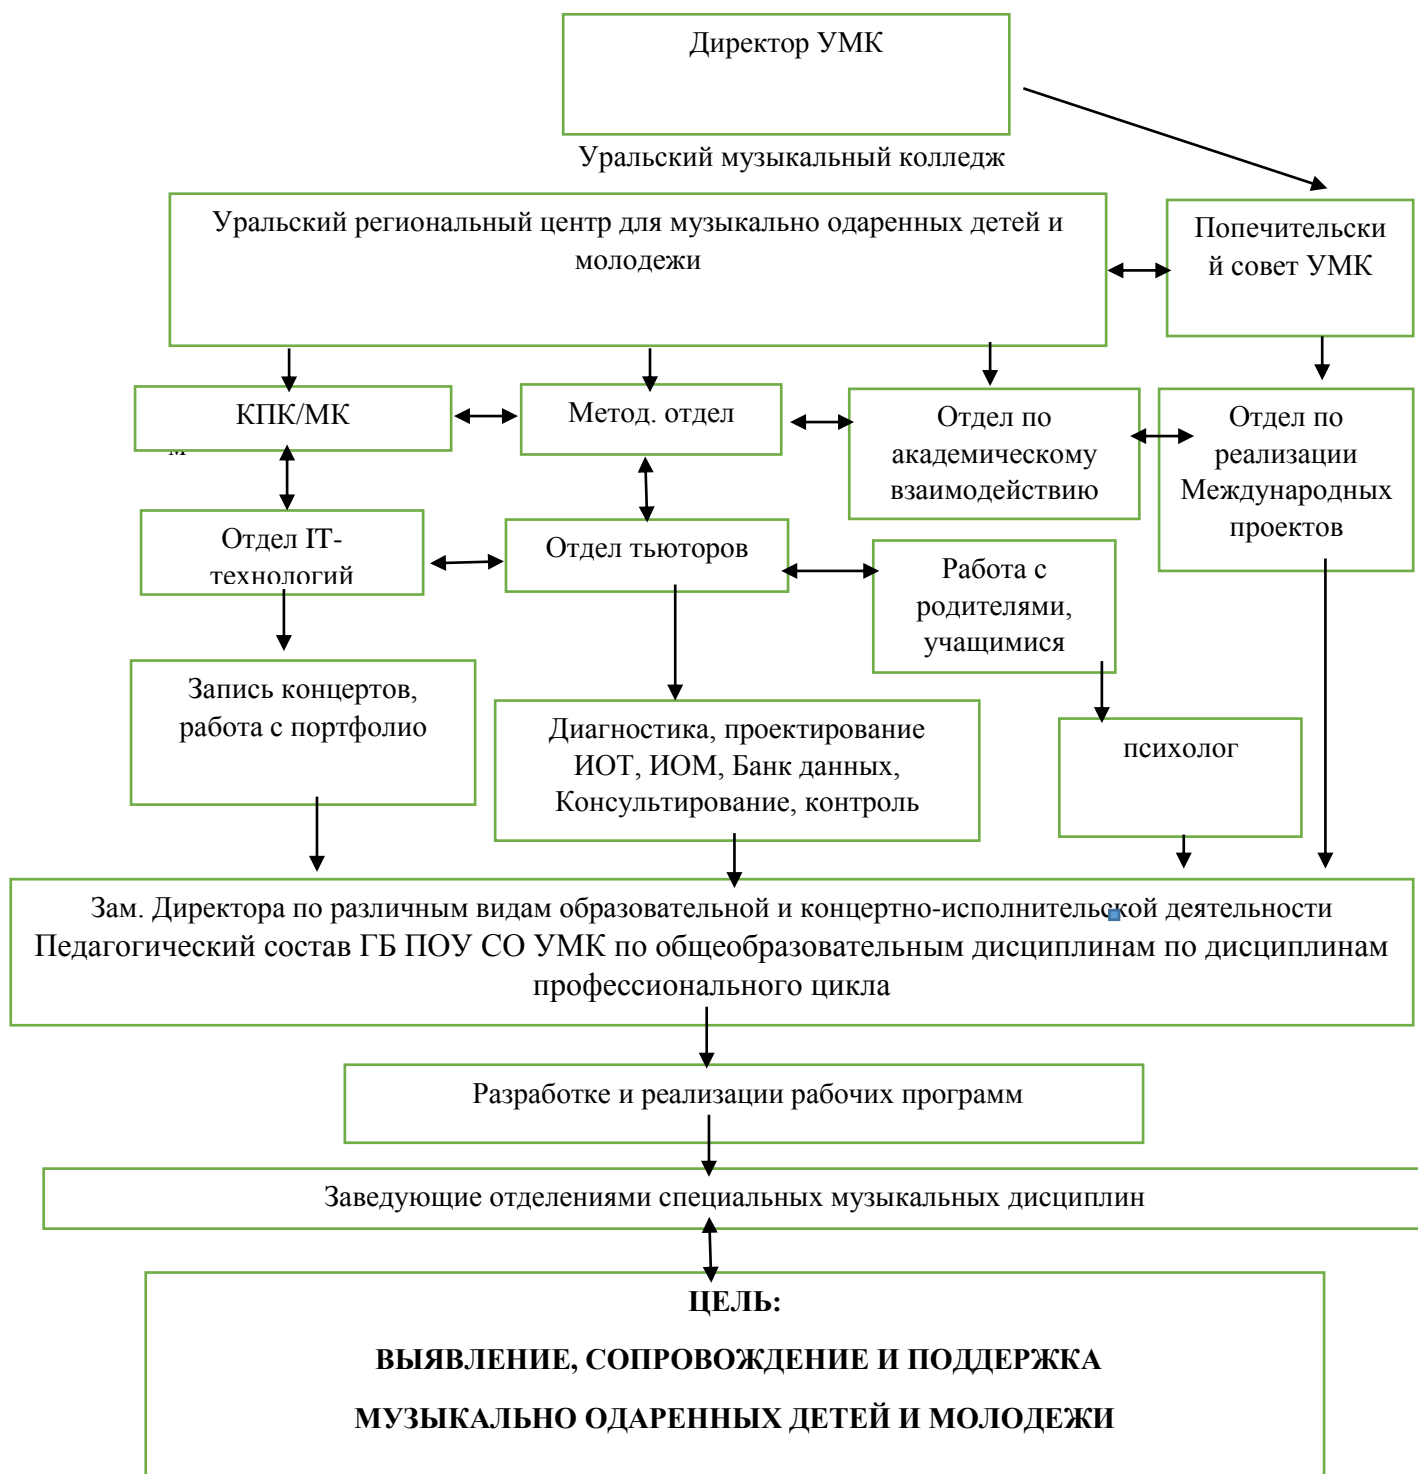 Директор УМК
Уральский музыкальный колледж
Уральский региональный центр для музыкально одаренных детей и
молодежи
Попечительски
й совет УМК
КПК/МК
м
Метод. отдел
Отдел по
академическому
взаимодействию
Отдел по
реализации
Международных
проектов
Отдел IT-
технологий
Отдел тьюторов
Работа с
родителями,
учащимися
Запись концертов,
работа с портфолио
Диагностика, проектирование
ИОТ, ИОМ, Банк данных,
Консультирование, контроль
психолог
Зам. Директора по различным видам образовательной и концертно-исполнительской деятельности
Педагогический состав ГБ ПОУ СО УМК по общеобразовательным дисциплинам по дисциплинам
профессионального цикла
Разработке и реализации рабочих программ
Заведующие отделениями специальных музыкальных дисциплин
ЦЕЛЬ:
ВЫЯВЛЕНИЕ, СОПРОВОЖДЕНИЕ И ПОДДЕРЖКА
МУЗЫКАЛЬНО ОДАРЕННЫХ ДЕТЕЙ И МОЛОДЕЖИ